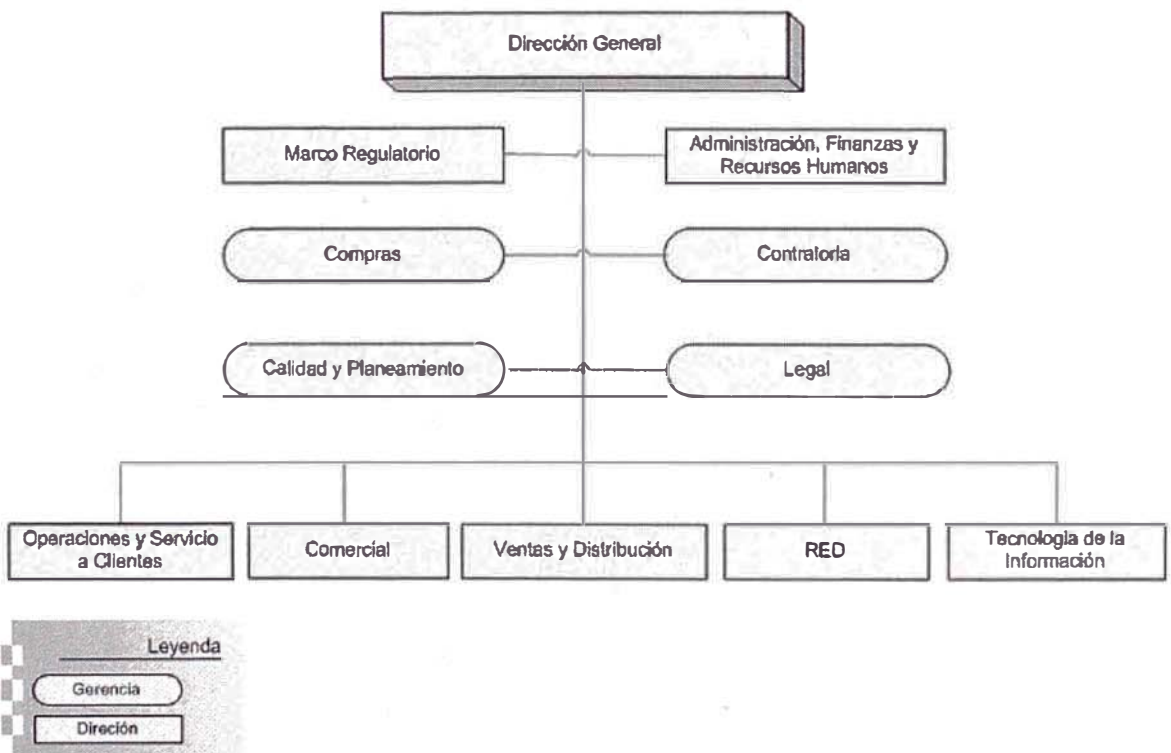 Dirección General
Marco Regulatorio
Administración, Finanzas y
Recursos Humanos
Compras
Contraloría
Calidad y Planeamiento
Legal
Operaciones y Servicio
a Clientes
Comercial
Ventas y Distribución
RED
Tecnología de la
Información
Leyenda
Gerencia
Direción